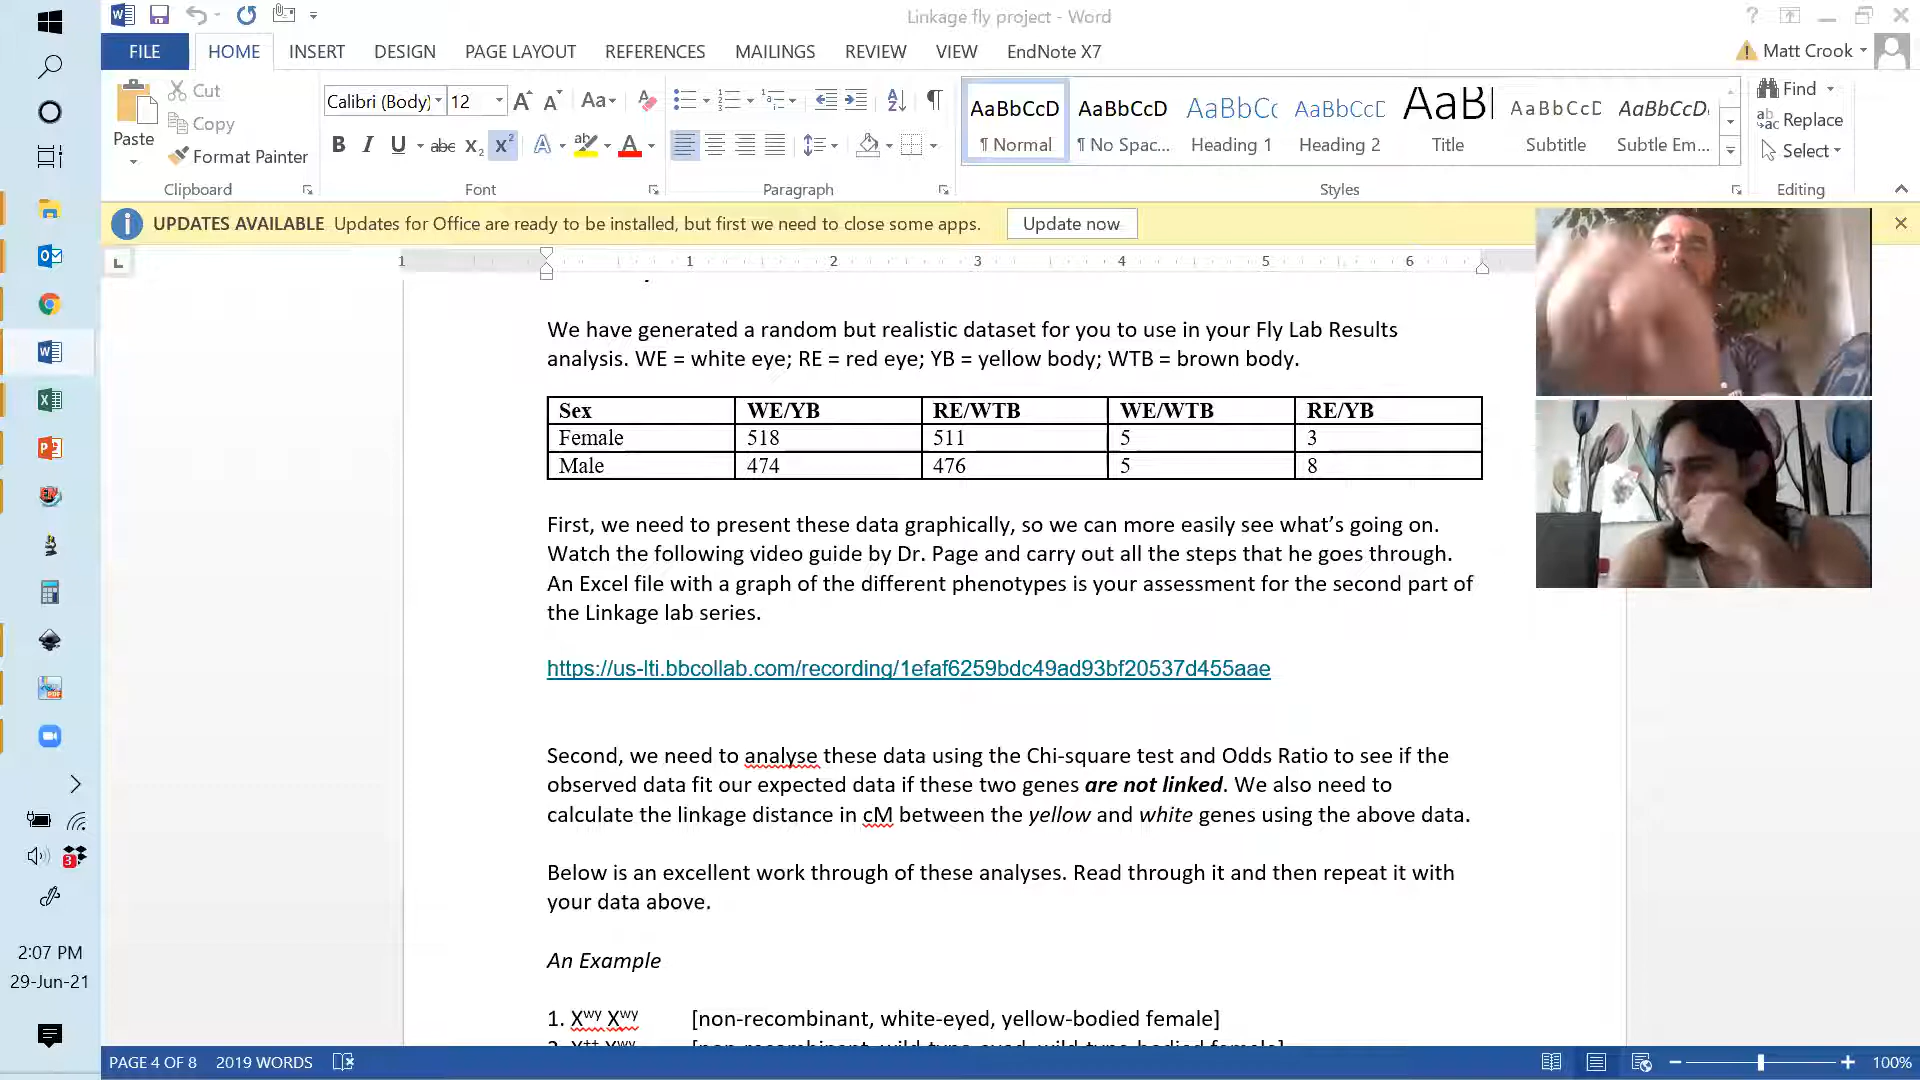 Linkage fly project - Word
FILE HOME INSERT DESIGN PAGE LAYOUT REFERENCES MAILINGS REVIEW VIEW EndNote X7 Matt Crook
Paste
Cut
Copy
Format Painter
Calibri (Body) 12
AaBbCcD AaBbCcD AaBbCc AaBbCcD AaB AaBbCcD AaBbCcD
¶ Normal ¶ No Spac... Heading 1 Heading 2 Title Subtitle Subtle Em...
Find
Replace
Select
Clipboard Font Paragraph Styles Editing
UPDATES AVAILABLE Updates for Office are ready to be installed, but first we need to close some apps. Update now
1 1 2 3 4 5 6
We have generated a random but realistic dataset for you to use in your Fly Lab Results
analysis. WE = white eye; RE = red eye; YB = yellow body; WTB = brown body.
Sex WE/YB RE/WTB WE/WTB RE/YB
Female 518 511 5 3
Male 474 476 5 8
First, we need to present these data graphically, so we can more easily see what’s going on.
Watch the following video guide by Dr. Page and carry out all the steps that he goes through.
An Excel file with a graph of the different phenotypes is your assessment for the second part of
the Linkage lab series.
https://us-lti.bbcollab.com/recording/1efaf6259bdc49ad93bf20537d455aae
Second, we need to analyse these data using the Chi-square test and Odds Ratio to see if the
observed data fit our expected data if these two genes are not linked. We also need to
calculate the linkage distance in cM between the yellow and white genes using the above data.
Below is an excellent work through of these analyses. Read through it and then repeat it with
your data above.
An Example
1. Xwy Xwy [non-recombinant, white-eyed, yellow-bodied female]
3
2:07 PM
29-Jun-21
PAGE 4 OF 8 2019 WORDS 100%